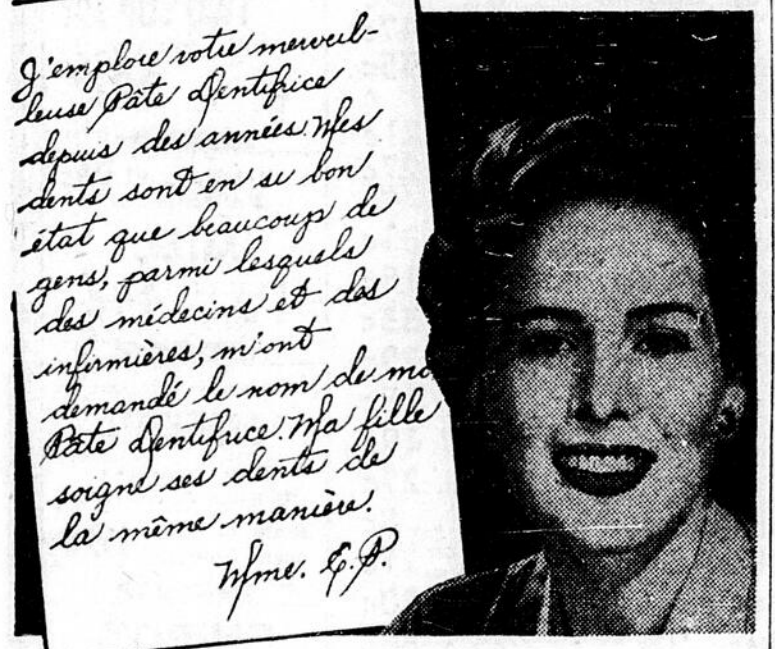 J'emploie votre merveil-
leuse Pâte Dentifrice
depuis des années. Mes
dents sont en si bon
état que beaucoup de
gens, parmi lesquels
des médecins et des
infirmières, m'ont
demandé le nom de ma
Pâte Dentifrice. Ma fille
soigne ses dents de
la même manière.
Mme. E.P.